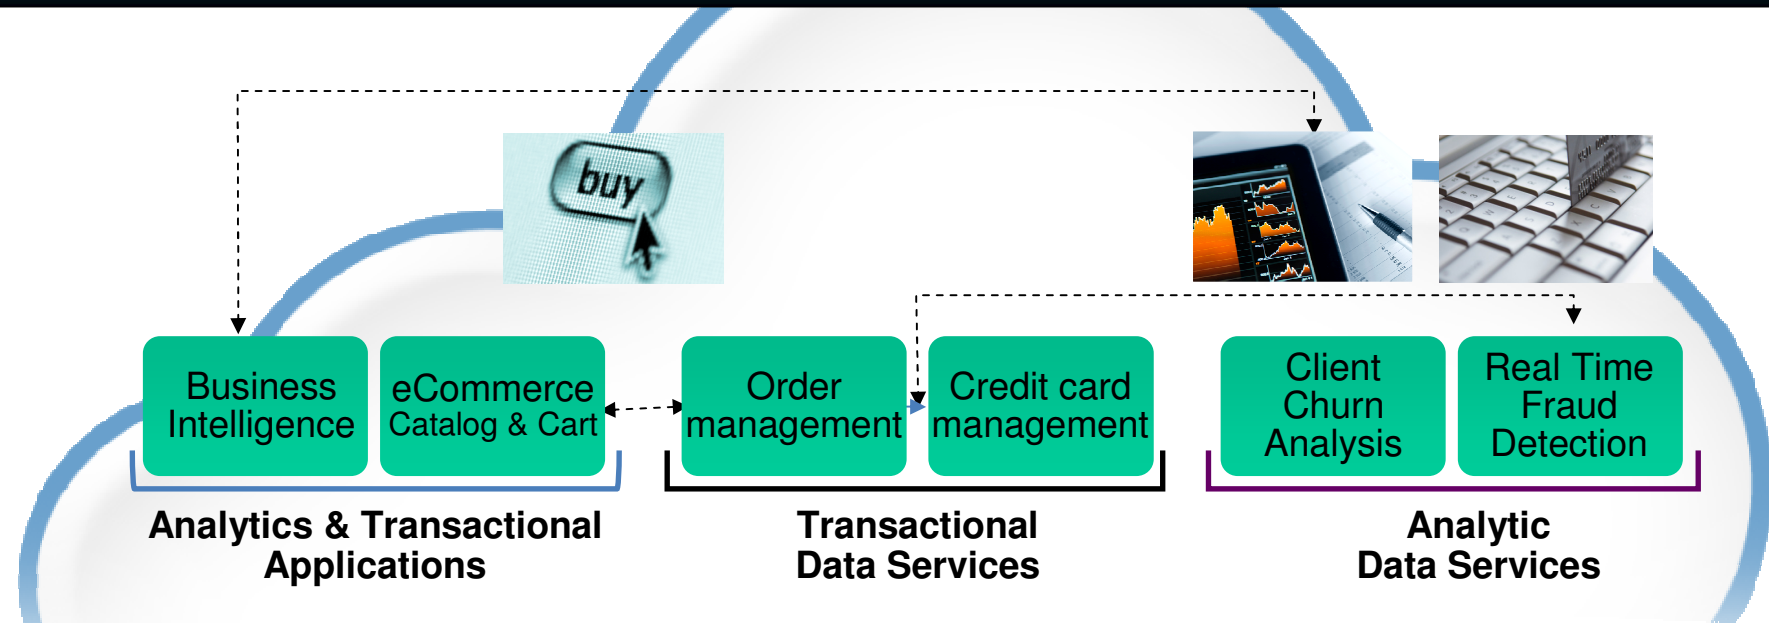 buy
Business
Intelligence
eCommerce
Catalog & Cart
Order
management
Credit card
management
Client
Churn
Analysis
Real Time
Fraud
Detection
Analytics & Transactional
Applications
Transactional
Data Services
Analytic
Data Services